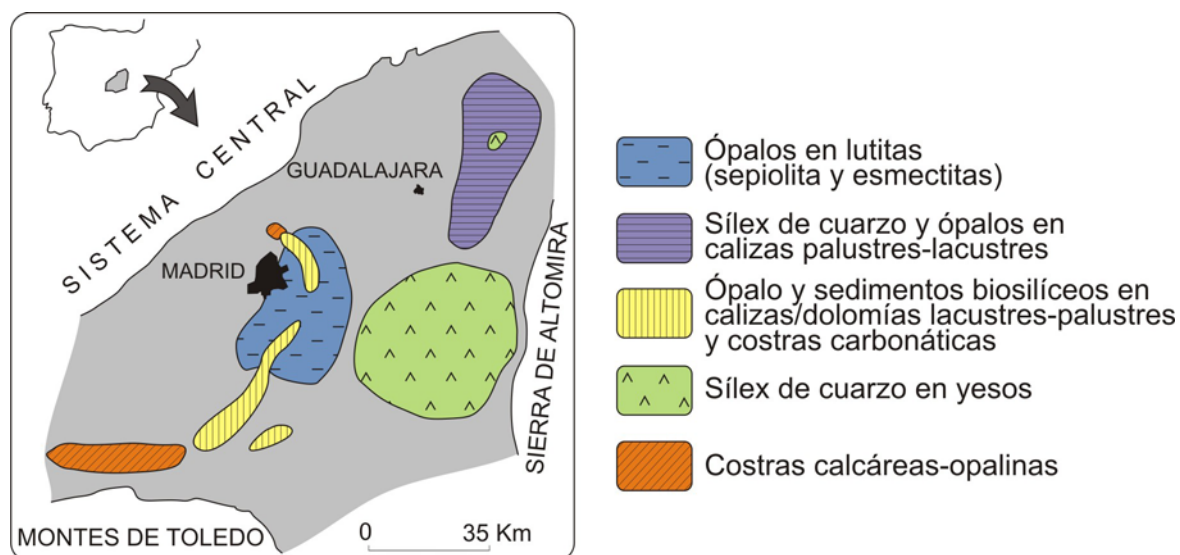 SISTEMA CENTRAL
GUADALAJARA
MADRID
SIERRA DE ALTOMIRA
MONTES DE TOLEDO
0 35 Km
Ópalos en lutitas
(sepiolita y esmectitas)
Sílex de cuarzo y ópalos en
calizas palustres-lacustres
Ópalo y sedimentos biosilíceos en
calizas/dolomías lacustres-palustres
y costras carbonáticas
Sílex de cuarzo en yesos
Costras calcáreas-opalinas